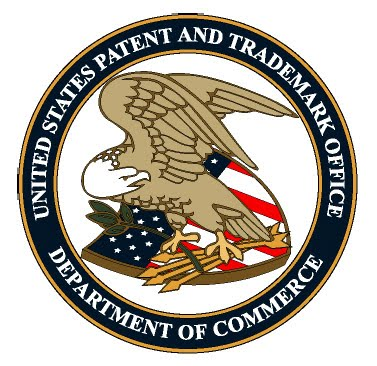 UNITED STATES PATENT AND TRADEMARK OFFICE
DEPARTMENT OF COMMERCE